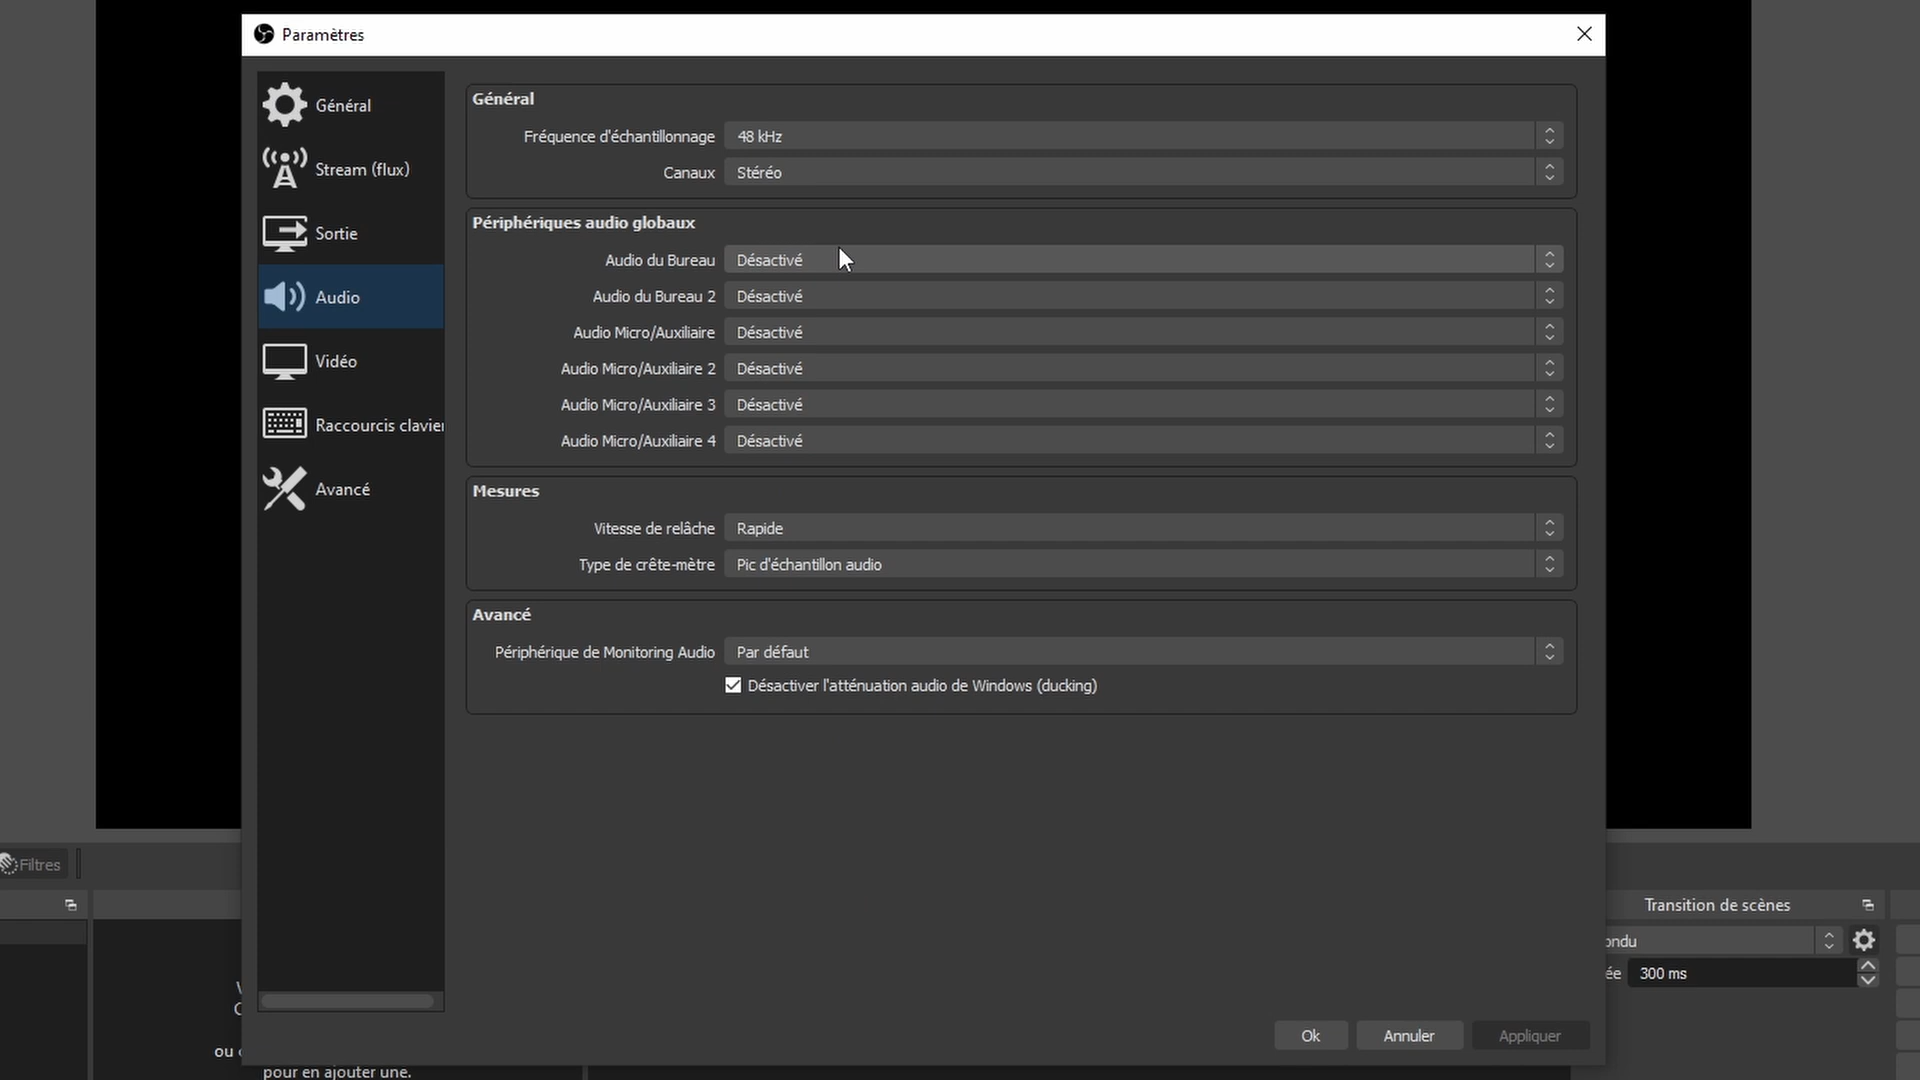 Paramètres
Général
Stream (flux)
Sortie
Audio
Vidéo
Raccourcis clavier
Avancé
Général
Fréquence d'échantillonnage 48 kHz
Canaux Stéréo
Périphériques audio globaux
Audio du Bureau Désactivé
Audio du Bureau 2 Désactivé
Audio Micro/Auxiliaire Désactivé
Audio Micro/Auxiliaire 2 Désactivé
Audio Micro/Auxiliaire 3 Désactivé
Audio Micro/Auxiliaire 4 Désactivé
Mesures
Vitesse de relâche Rapide
Type de crête-mètre Pic d'échantillon audio
Avancé
Périphérique de Monitoring Audio Par défaut
Désactiver l'atténuation audio de Windows (ducking)
Ok Annuler Appliquer
Filtres
ou
pour en ajouter une.
Transition de scènes
ondu
ée 300 ms